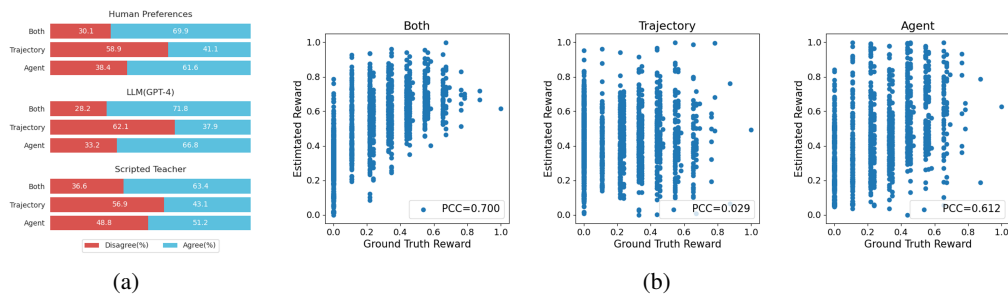 Human Preferences
Both 30.1 69.9
Trajectory 58.9 41.1
Agent 38.4 61.6
LLM(GPT-4)
Both 28.2 71.8
Trajectory 62.1 37.9
Agent 33.2 66.8
Scripted Teacher
Both 36.6 63.4
Trajectory 56.9 43.1
Agent 48.8 51.2
Disagree(%) Agree(%)
(a)
Both
Estimtated Reward
1.0
0.8
0.6
0.4
0.2
0.0
PCC=0.700
0.0 0.2 0.4 0.6 0.8 1.0
Ground Truth Reward
Trajectory
Estimtated Reward
1.0
0.8
0.6
0.4
0.2
0.0
PCC=0.029
0.0 0.2 0.4 0.6 0.8 1.0
Ground Truth Reward
Agent
Estimtated Reward
1.0
0.8
0.6
0.4
0.2
0.0
PCC=0.612
0.0 0.2 0.4 0.6 0.8 1.0
Ground Truth Reward
(b)